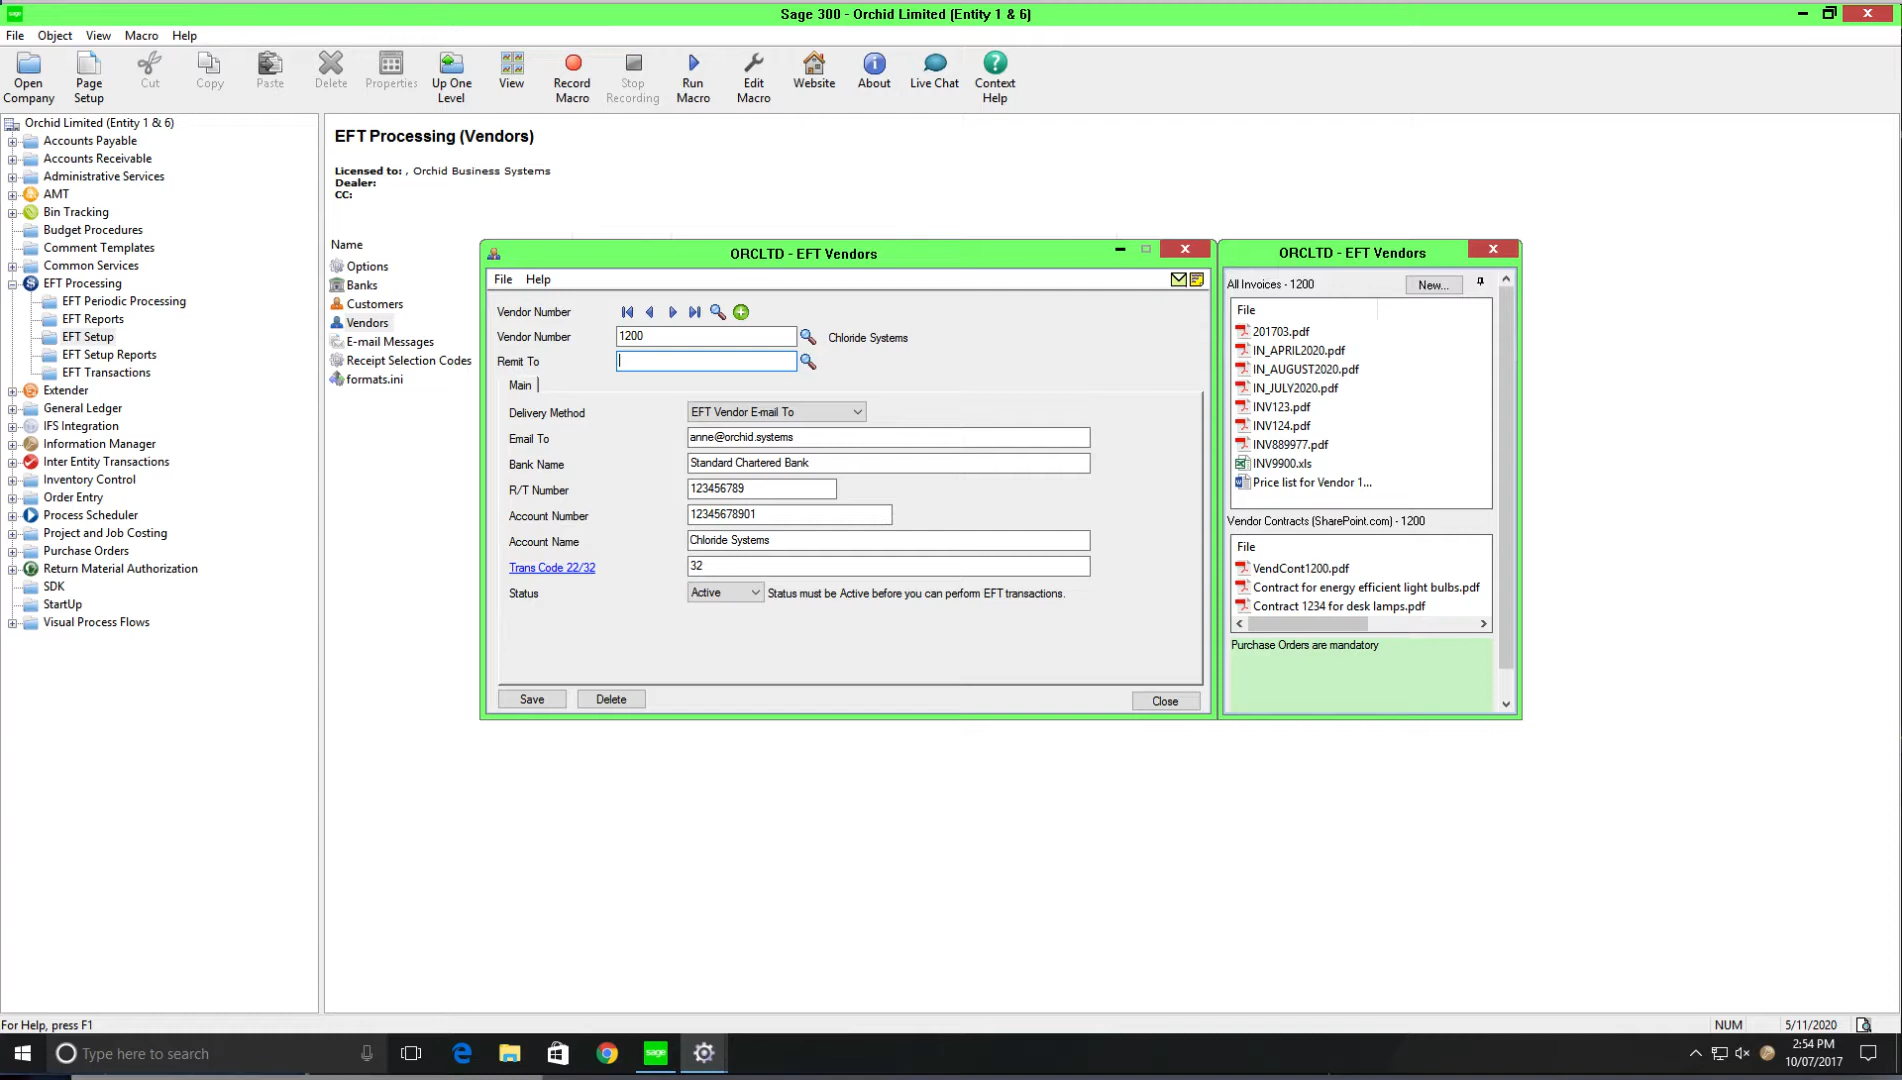 Sage 300 - Orchid Limited (Entity 1 & 6)
File Object View Macro Help
Open Company
Page Setup
Cut
Copy
Paste
Delete
Properties
Up One Level
View
Record Macro
Stop Recording
Run Macro
Edit Macro
Website
About
Live Chat
Context Help
Orchid Limited (Entity 1 & 6)
Accounts Payable
Accounts Receivable
Administrative Services
AMT
Bin Tracking
Budget Procedures
Comment Templates
Common Services
EFT Processing
EFT Periodic Processing
EFT Reports
EFT Setup
EFT Setup Reports
EFT Transactions
Extender
General Ledger
IFS Integration
Information Manager
Inter Entity Transactions
Inventory Control
Order Entry
Process Scheduler
Project and Job Costing
Purchase Orders
Return Material Authorization
SDK
StartUp
Visual Process Flows
EFT Processing (Vendors)
Licensed to: , Orchid Business Systems
Dealer:
CC:
Name
Options
Banks
Customers
Vendors
E-mail Messages
Receipt Selection Codes
formats.ini
ORCLTD - EFT Vendors
File Help
Vendor Number
Vendor Number 1200 Chloride Systems
Remit To
Main
Delivery Method EFT Vendor E-mail To
Email To anne@orchid.systems
Bank Name Standard Chartered Bank
R/T Number 123456789
Account Number 12345678901
Account Name Chloride Systems
Trans Code 22/32 32
Status Active Status must be Active before you can perform EFT transactions.
Save Delete Close
ORCLTD - EFT Vendors
All Invoices - 1200 New...
File
201703.pdf
IN_APRIL2020.pdf
IN_AUGUST2020.pdf
IN_JULY2020.pdf
INV123.pdf
INV124.pdf
INV889977.pdf
INV9900.xls
Price list for Vendor 1...
Vendor Contracts (SharePoint.com) - 1200
File
VendCont1200.pdf
Contract for energy efficient light bulbs.pdf
Contract 1234 for desk lamps.pdf
Purchase Orders are mandatory
For Help, press F1 NUM 5/11/2020
Type here to search
sage
2:54 PM
10/07/2017